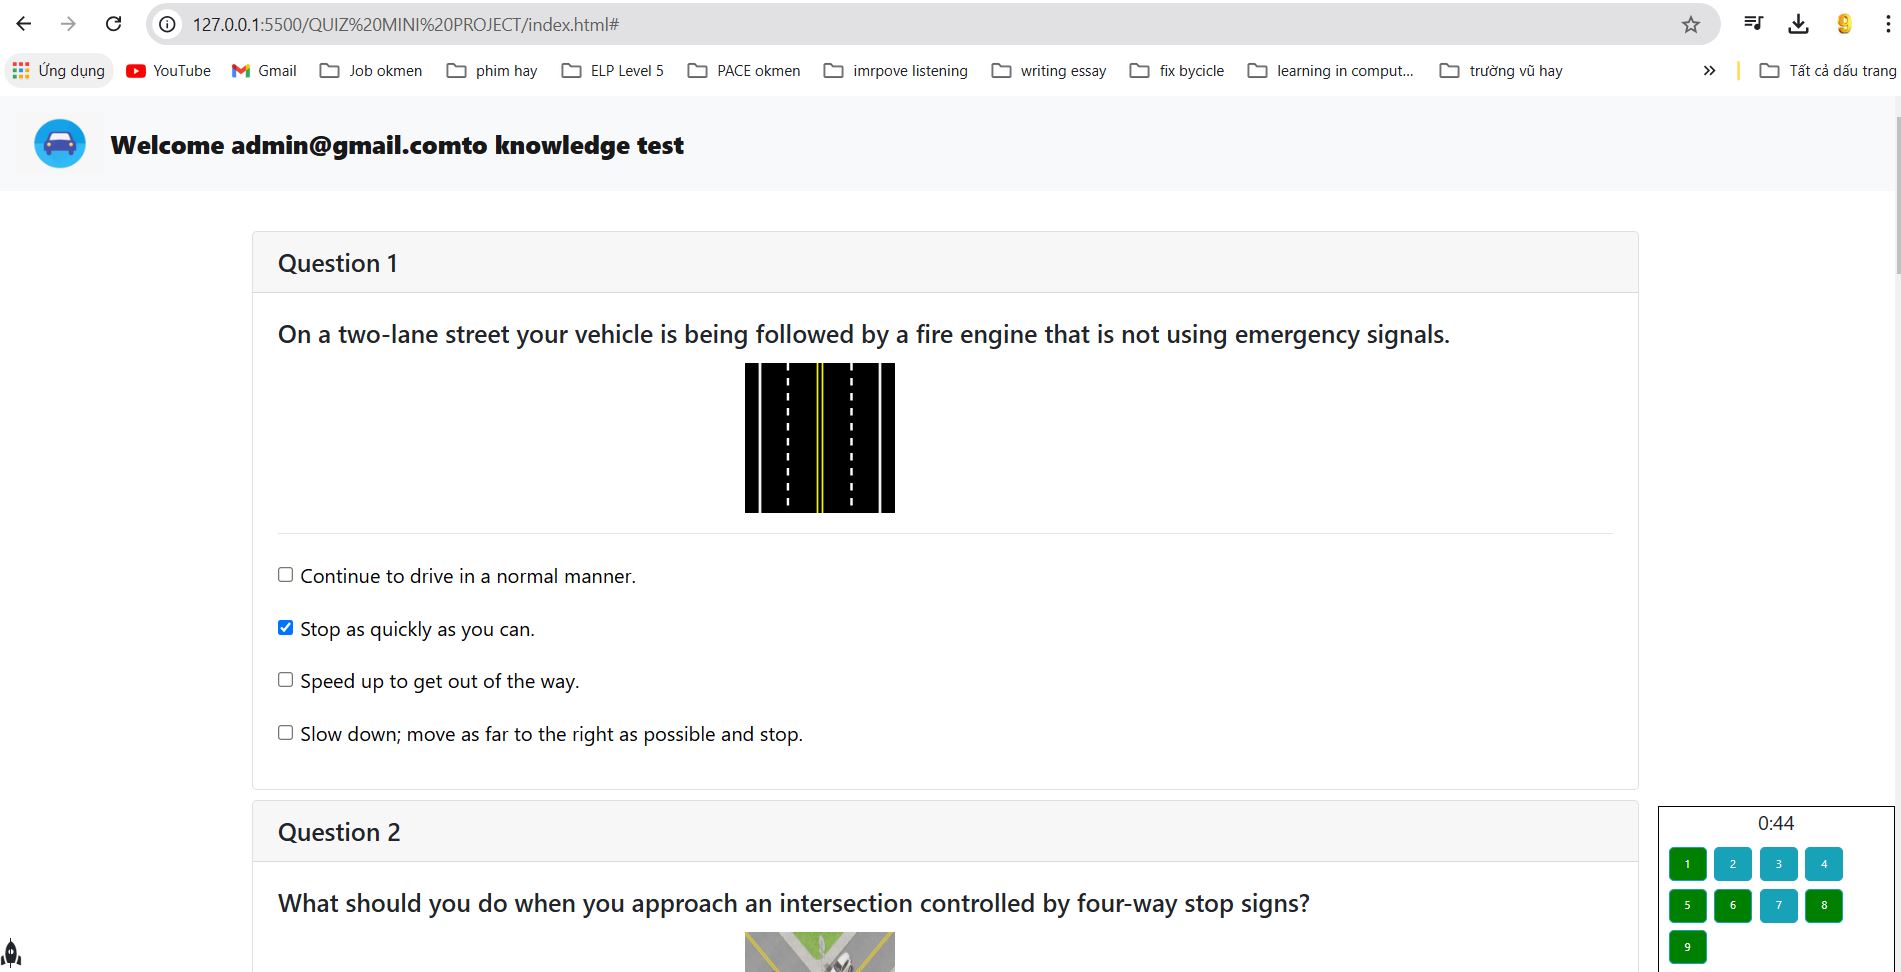 127.0.0.1:5500/QUIZ%20MINI%20PROJECT/index.html#
Ứng dụng YouTube Gmail Job okmen phim hay ELP Level 5 PACE okmen imrpove listening writing essay fix bycicle learning in comput... trường vũ hay » Tất cả dấu trang
Welcome admin@gmail.comto knowledge test
Question 1
On a two-lane street your vehicle is being followed by a fire engine that is not using emergency signals.
Continue to drive in a normal manner.
Stop as quickly as you can.
Speed up to get out of the way.
Slow down; move as far to the right as possible and stop.
Question 2
What should you do when you approach an intersection controlled by four-way stop signs?
0:44
1 2 3 4
5 6 7 8
9